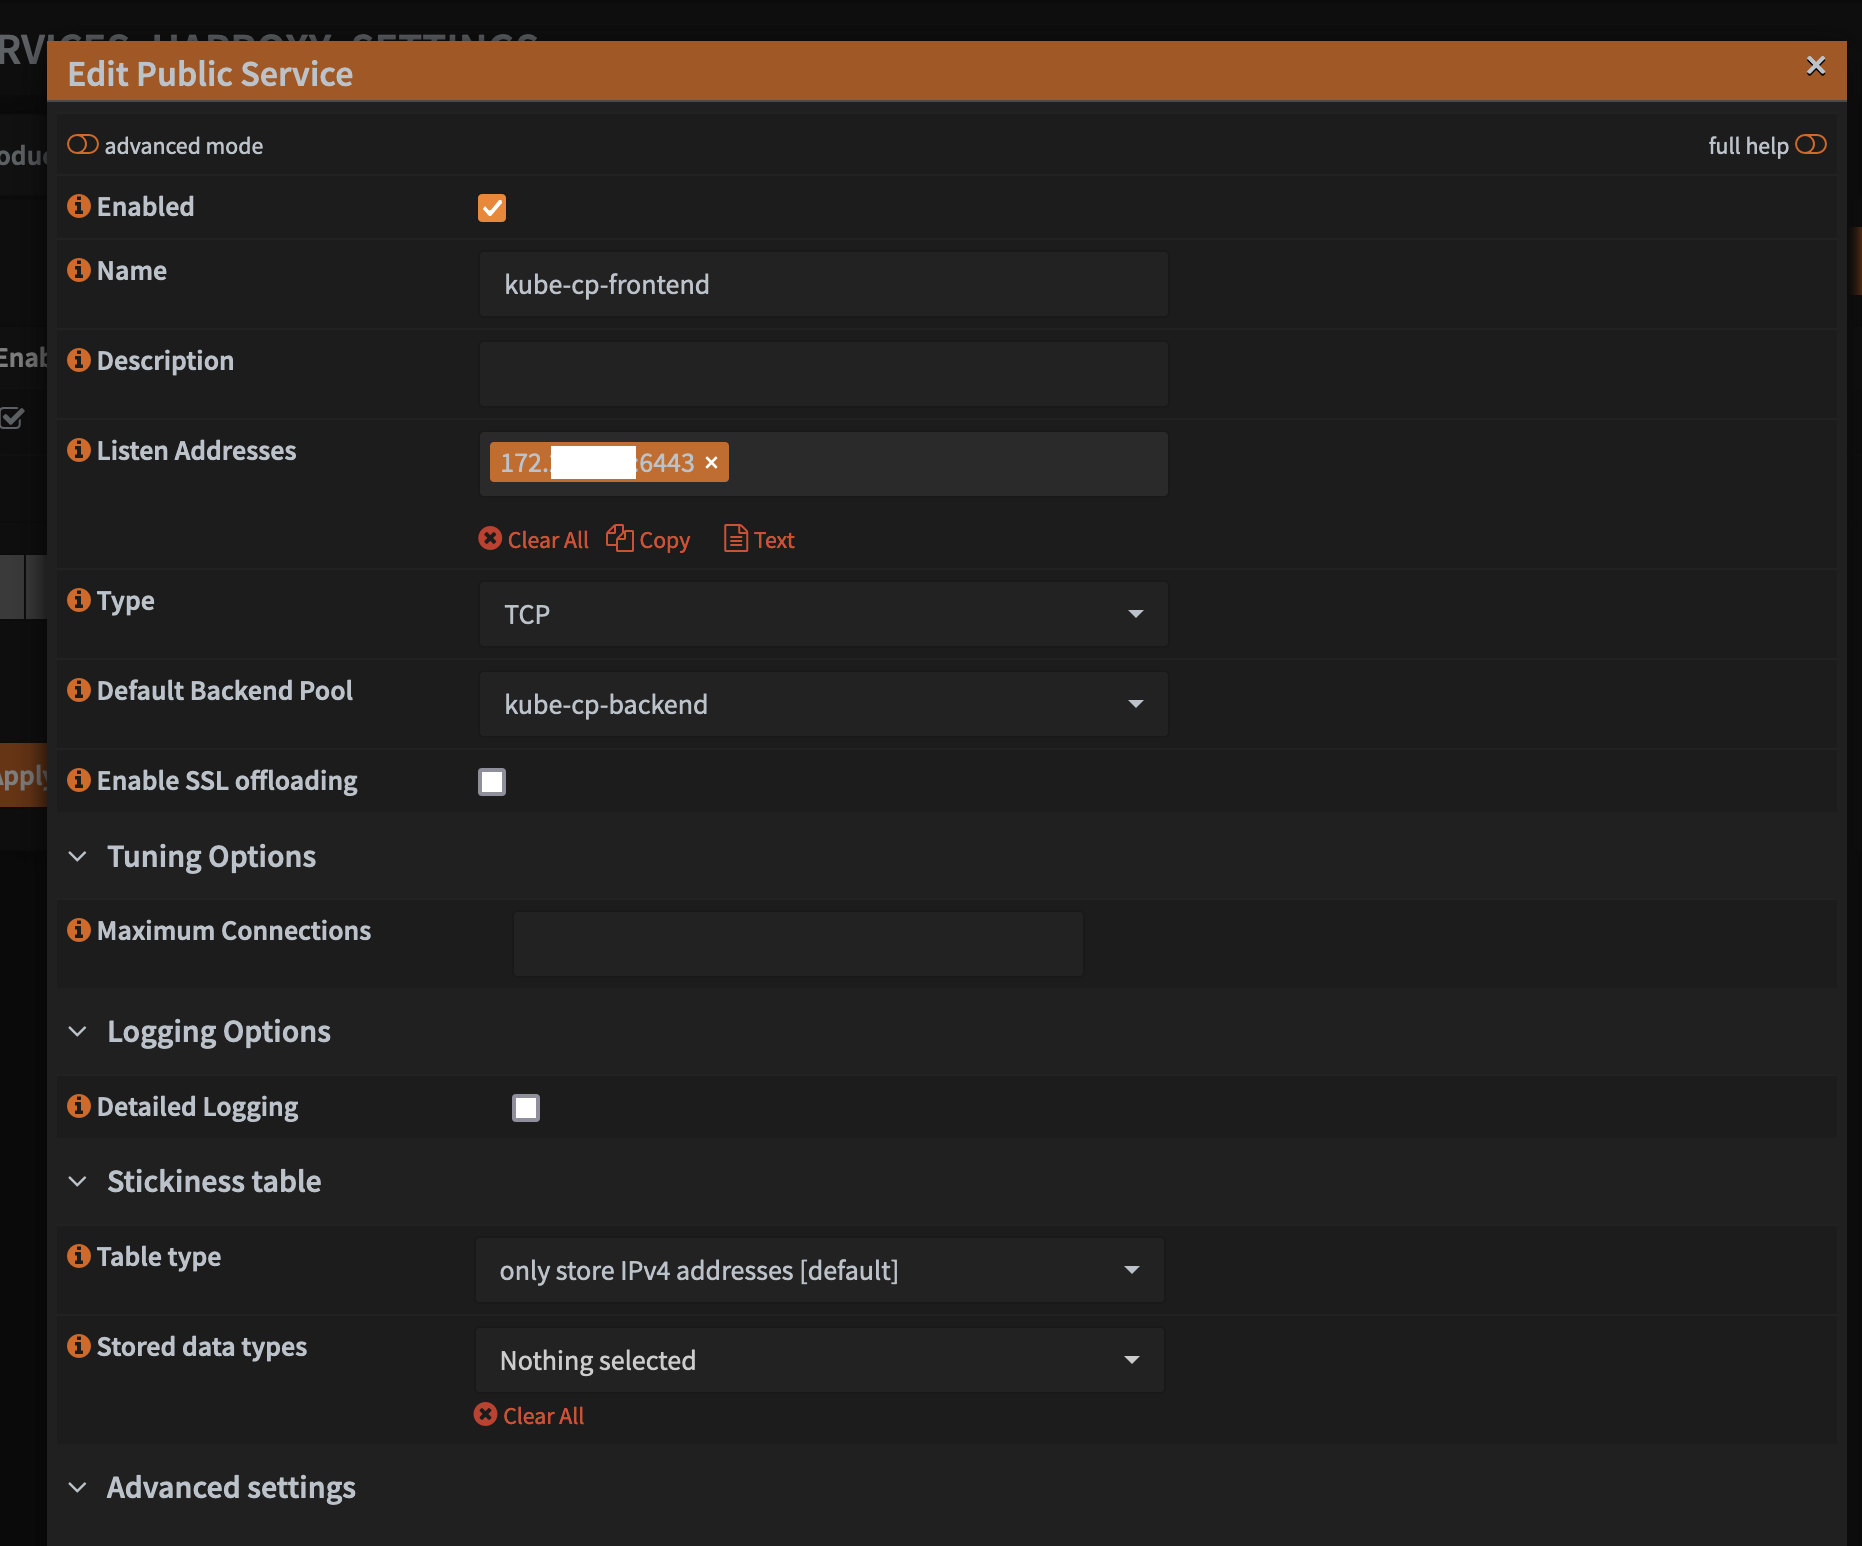 Edit Public Service
advanced mode
full help
Enabled
Name
kube-cp-frontend
Description
Listen Addresses
172. :6443 ×
Clear All Copy Text
Type
TCP
Default Backend Pool
kube-cp-backend
Enable SSL offloading
Tuning Options
Maximum Connections
Logging Options
Detailed Logging
Stickiness table
Table type
only store IPv4 addresses [default]
Stored data types
Nothing selected
Clear All
Advanced settings